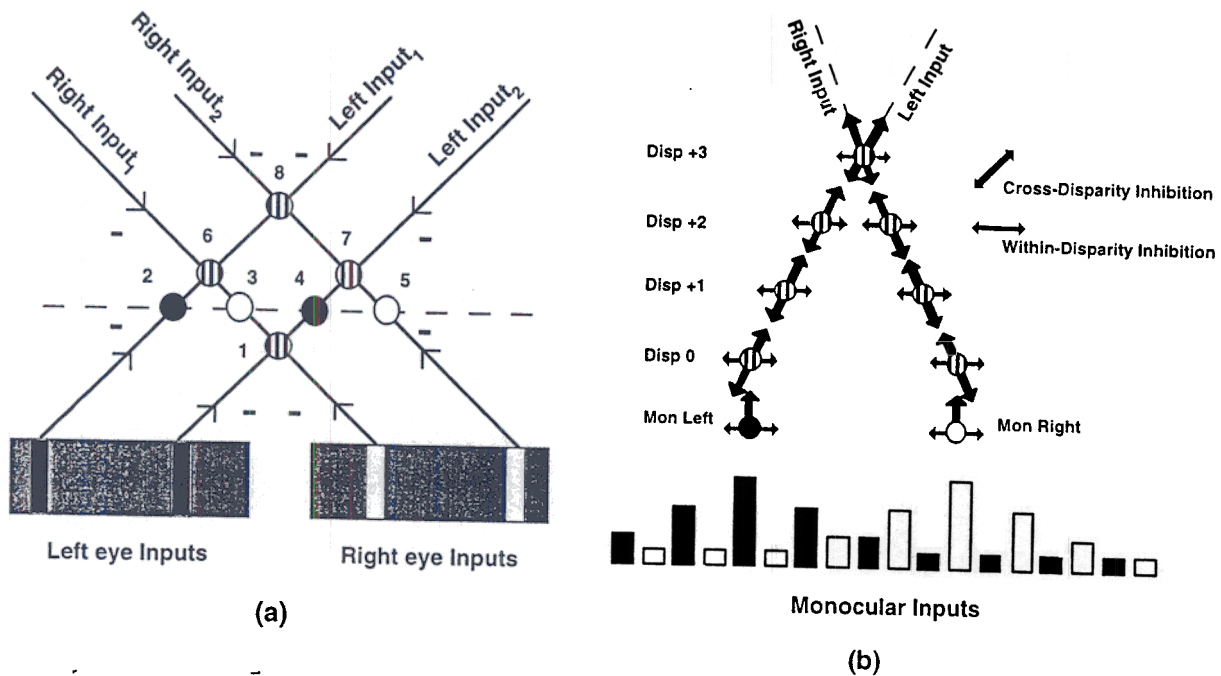 Right Input₁
Right Input₂
Left Input₁
Left Input₂
8
6
7
2
3
4
5
1
Left eye Inputs
Right eye Inputs
(a)
Right Input
Left Input
Disp +3
Cross-Disparity Inhibition
Disp +2
Within-Disparity Inhibition
Disp +1
Disp 0
Mon Left
Mon Right
Monocular Inputs
(b)